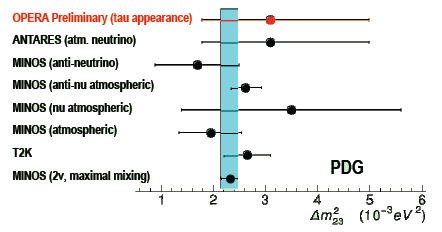 OPERA Preliminary (tau appearance)
ANTARES (atm. neutrino)
MINOS (anti-neutrino)
MINOS (anti-nu atmospheric)
MINOS (nu atmospheric)
MINOS (atmospheric)
T2K
MINOS (2v, maximal mixing)
PDG
1 2 3 4 5 6
Δm²₂₃ (10⁻³eV²)